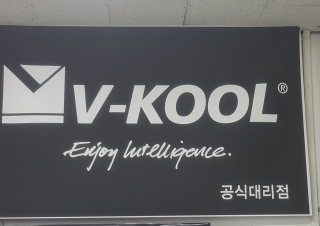 V-KOOL®
Enjoy Intelligence.
공식대리점